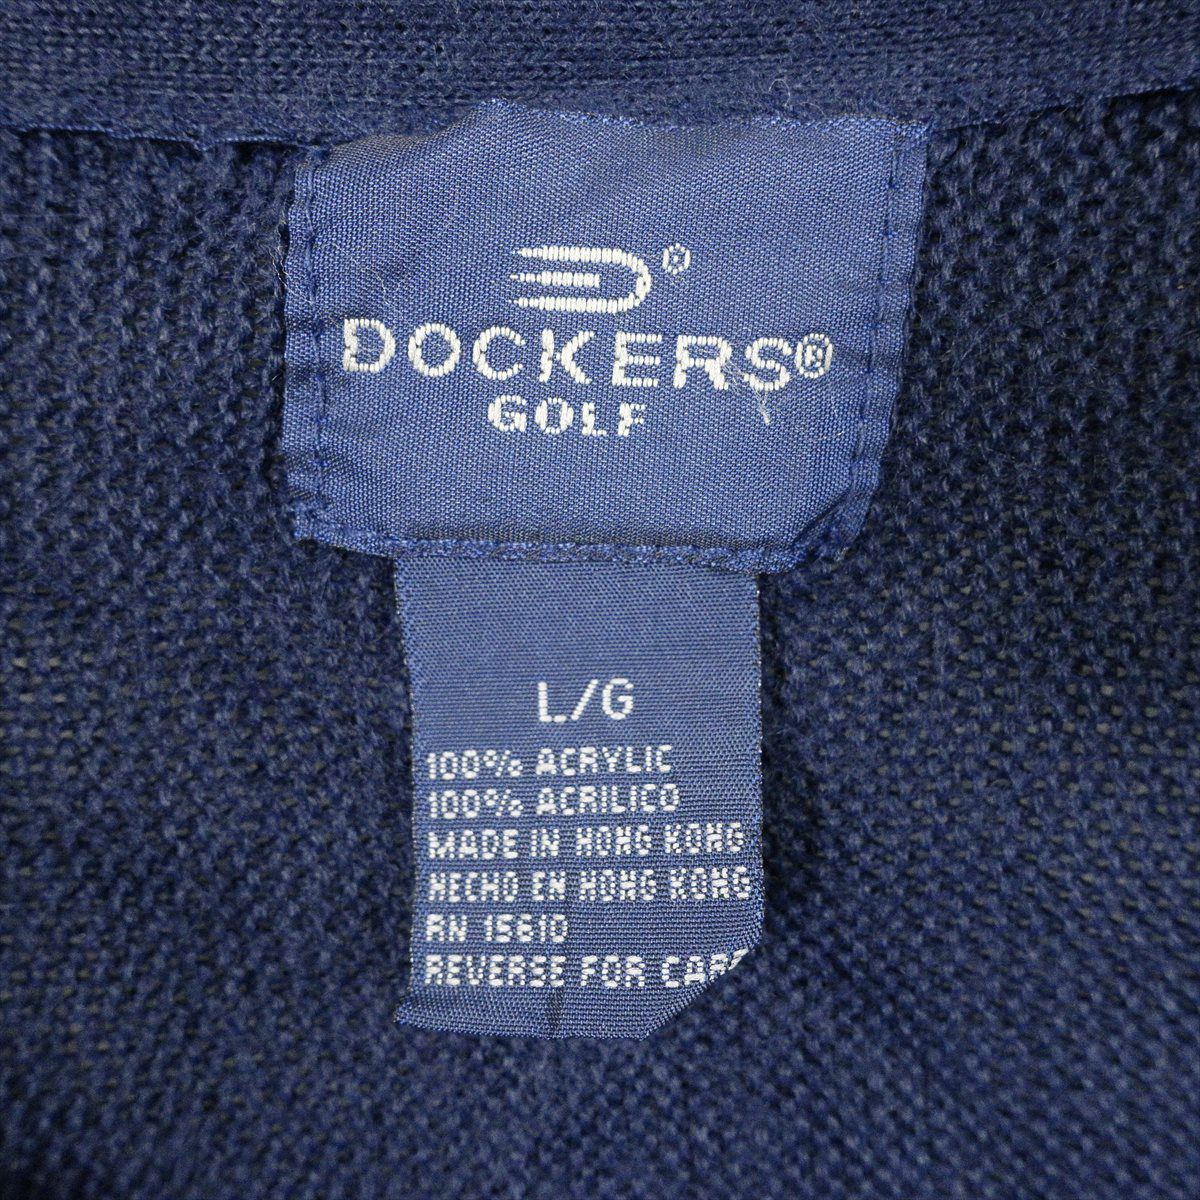 ®
DOCKERS®
GOLF
L/G
100% ACRYLIC
100% ACRILICO
MADE IN HONG KONG
HECHO EN HONG KONG
RN 15610
REVERSE FOR CARE